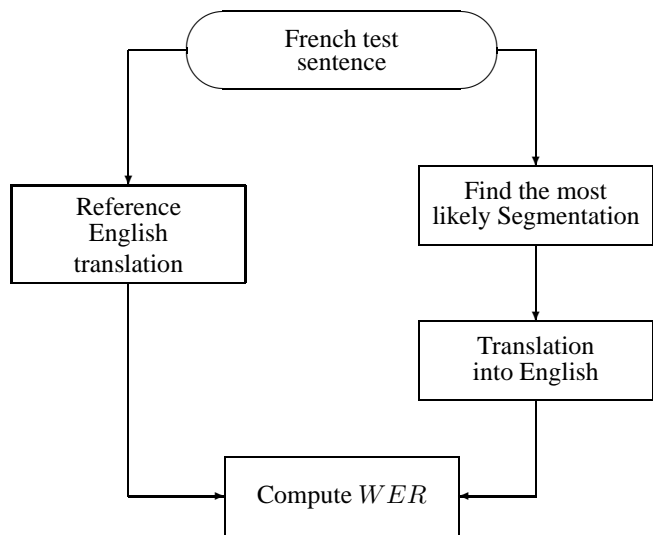 French test
sentence
Reference
English
translation
Find the most
likely Segmentation
Translation
into English
Compute WER